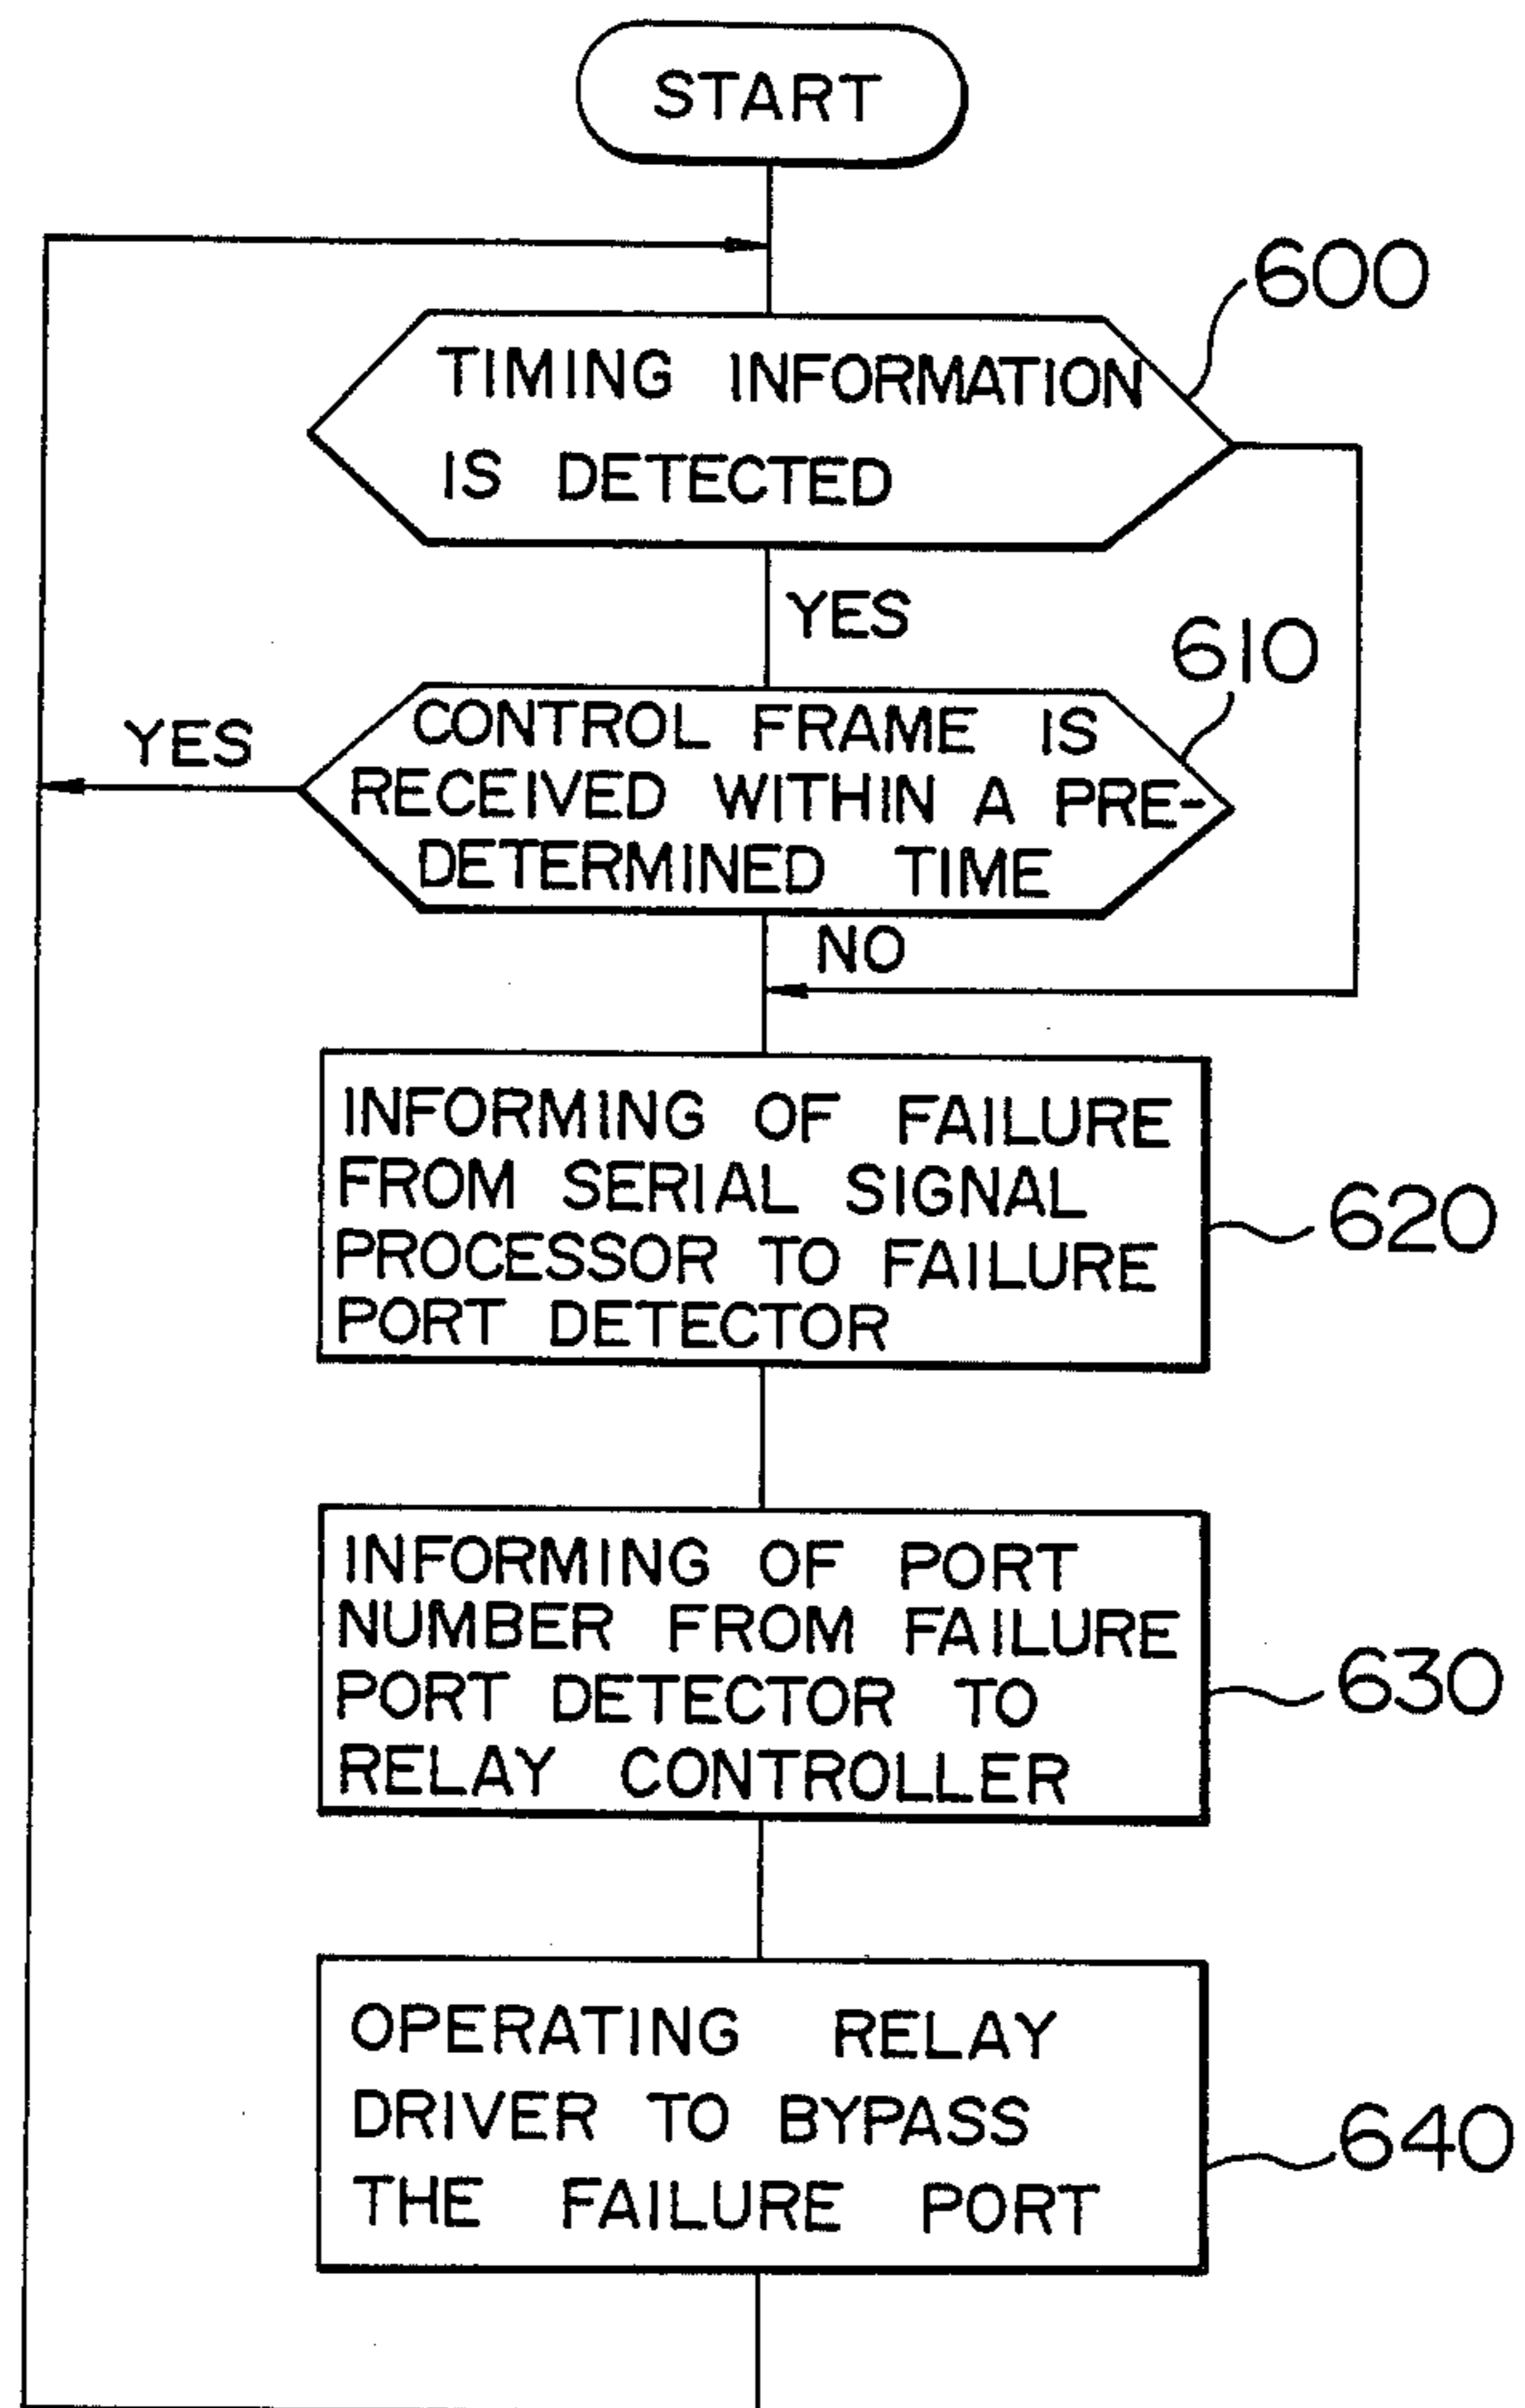 START
600
TIMING INFORMATION
IS DETECTED
YES
610
YES
CONTROL FRAME IS
RECEIVED WITHIN A PRE-
DETERMINED TIME
NO
INFORMING OF FAILURE
FROM SERIAL SIGNAL
PROCESSOR TO FAILURE
PORT DETECTOR
620
INFORMING OF PORT
NUMBER FROM FAILURE
PORT DETECTOR TO
RELAY CONTROLLER
630
OPERATING RELAY
DRIVER TO BYPASS
THE FAILURE PORT
640